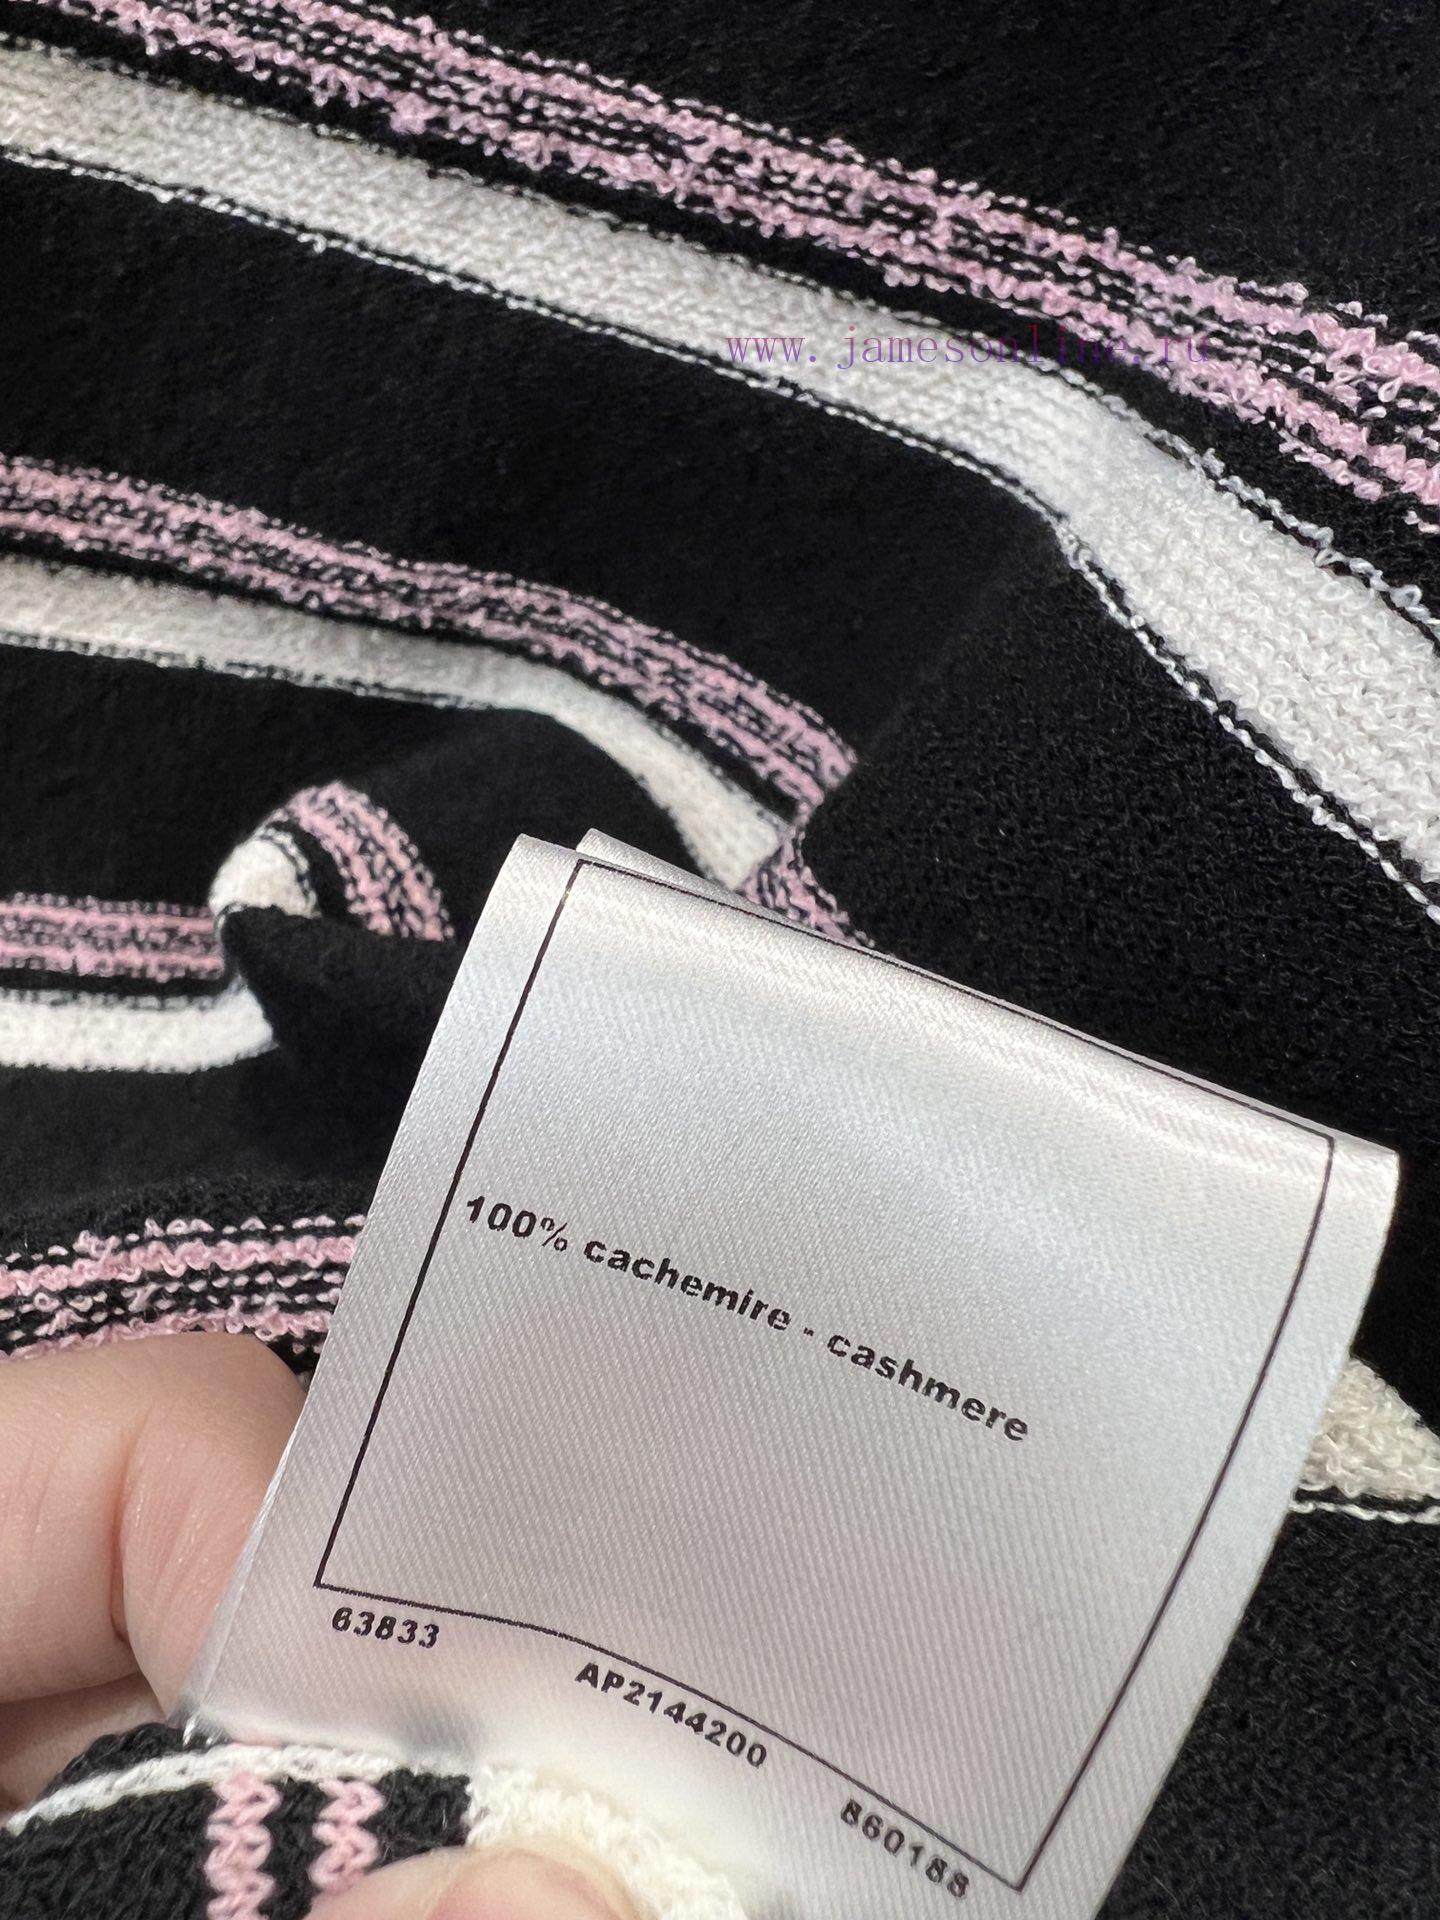 www.jamesonline.ru
100% cachemire - cashmere
63833
AP2144200
860188